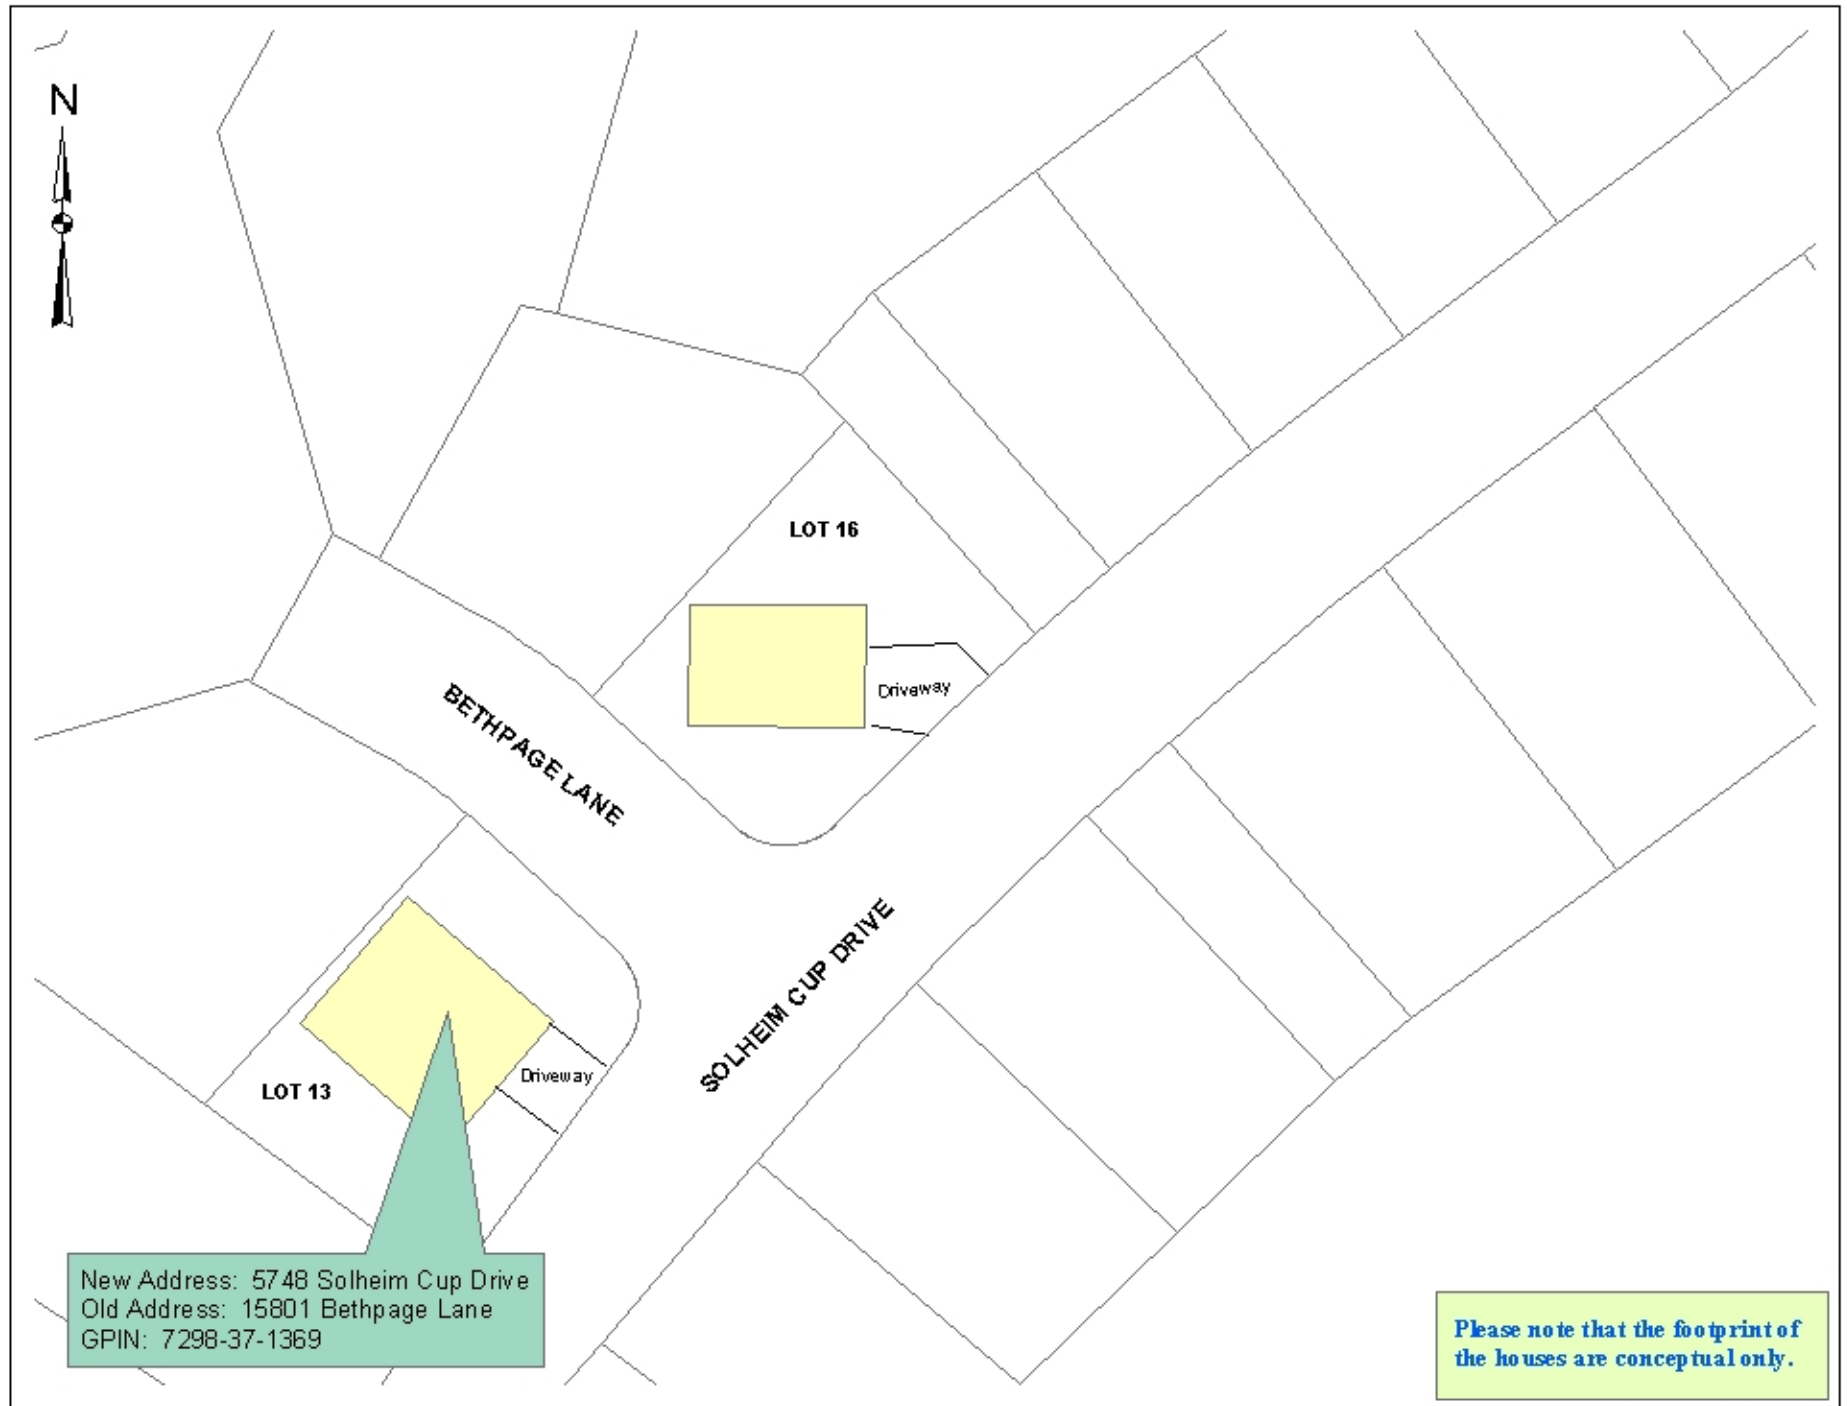 N
LOT 16
Driveway
BETHPAGE LANE
SOLHEIM CUP DRIVE
Driveway
LOT 13
New Address: 5748 Solheim Cup Drive
Old Address: 15801 Bethpage Lane
GPIN: 7298-37-1369
Please note that the footprint of
the houses are conceptual only.